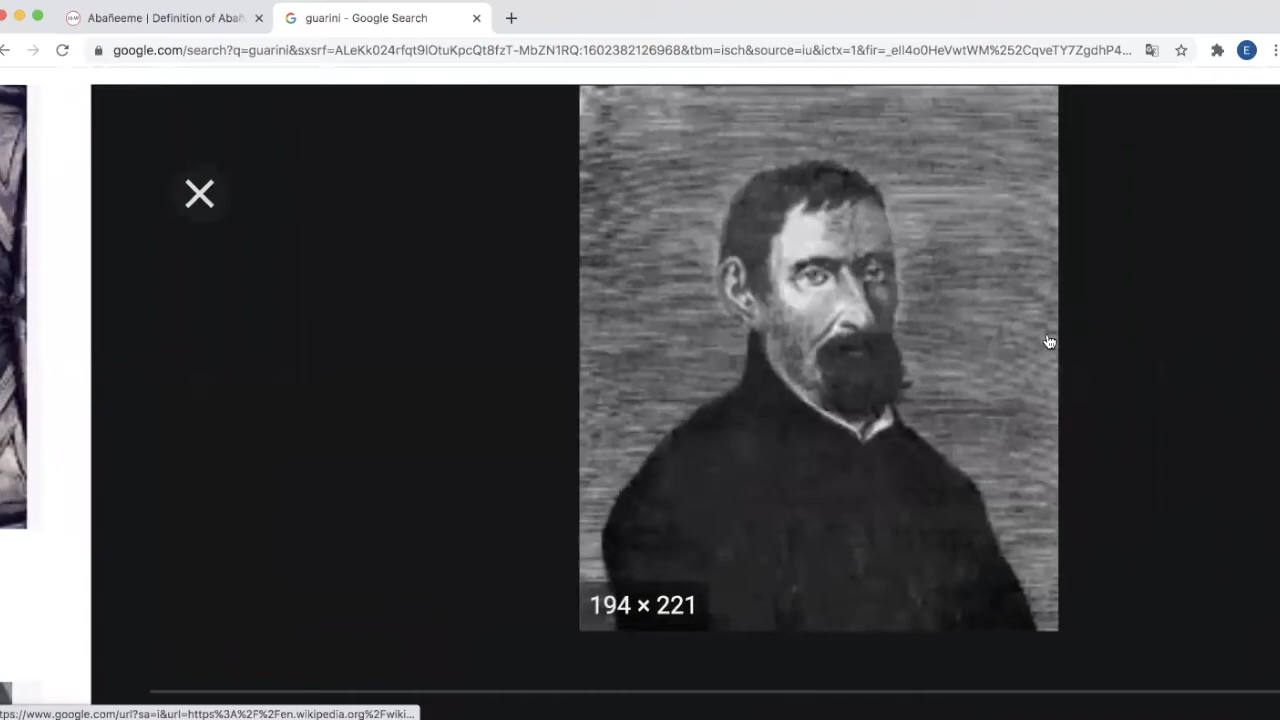 Abañeeme | Definition of Abañ
guarini - Google Search
google.com/search?q=guarini&sxsrf=ALeKk024rfqt9lOtuKpcQt8fzT-MbZN1RQ:1602382126968&tbm=isch&source=iu&ictx=1&fir=_ell4o0HeVwtWM%252CqveTY7ZgdhP4...
E
194 × 221
tps://www.google.com/url?sa=i&url=https%3A%2F%2Fen.wikipedia.org%2Fwiki...